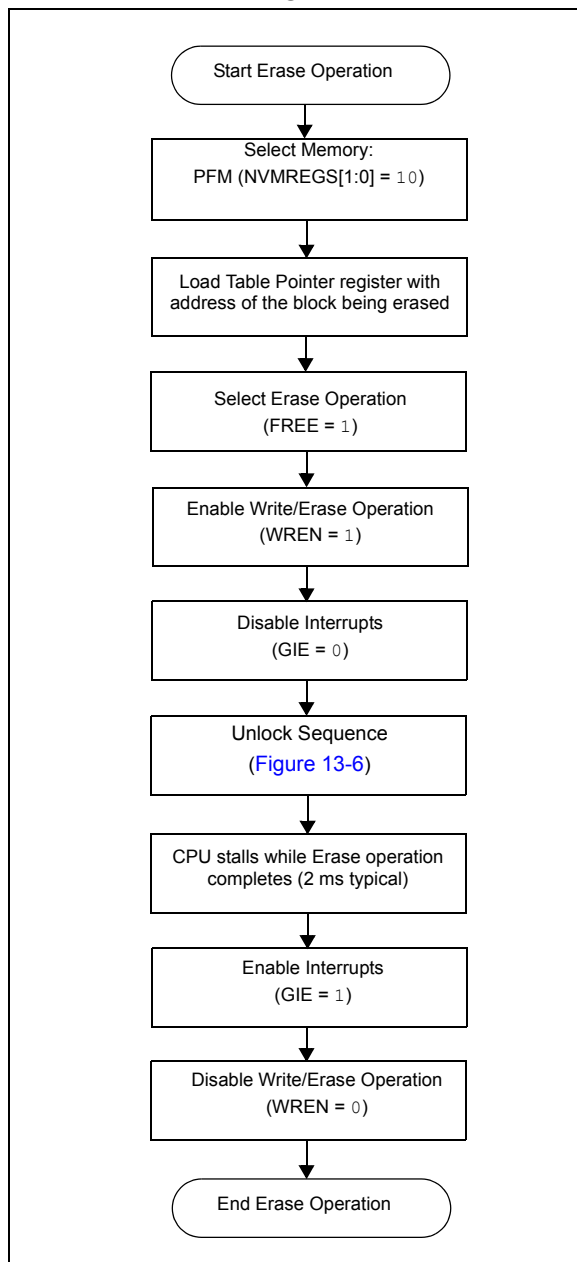 Start Erase Operation
Select Memory:
PFM (NVMREGS[1:0] = 10)
Load Table Pointer register with
address of the block being erased
Select Erase Operation
(FREE = 1)
Enable Write/Erase Operation
(WREN = 1)
Disable Interrupts
(GIE = 0)
Unlock Sequence
(Figure 13-6)
CPU stalls while Erase operation
completes (2 ms typical)
Enable Interrupts
(GIE = 1)
Disable Write/Erase Operation
(WREN = 0)
End Erase Operation